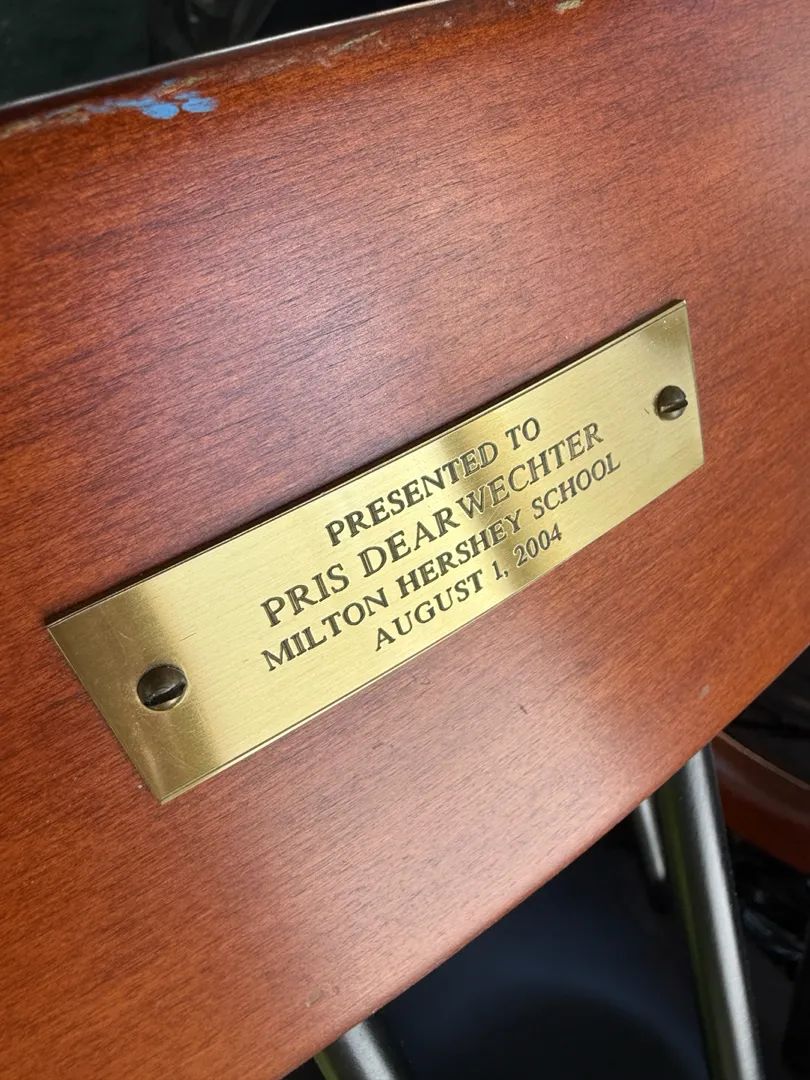 PRESENTED TO
PRIS DEARWECHTER
MILTON HERSHEY SCHOOL
AUGUST 1, 2004